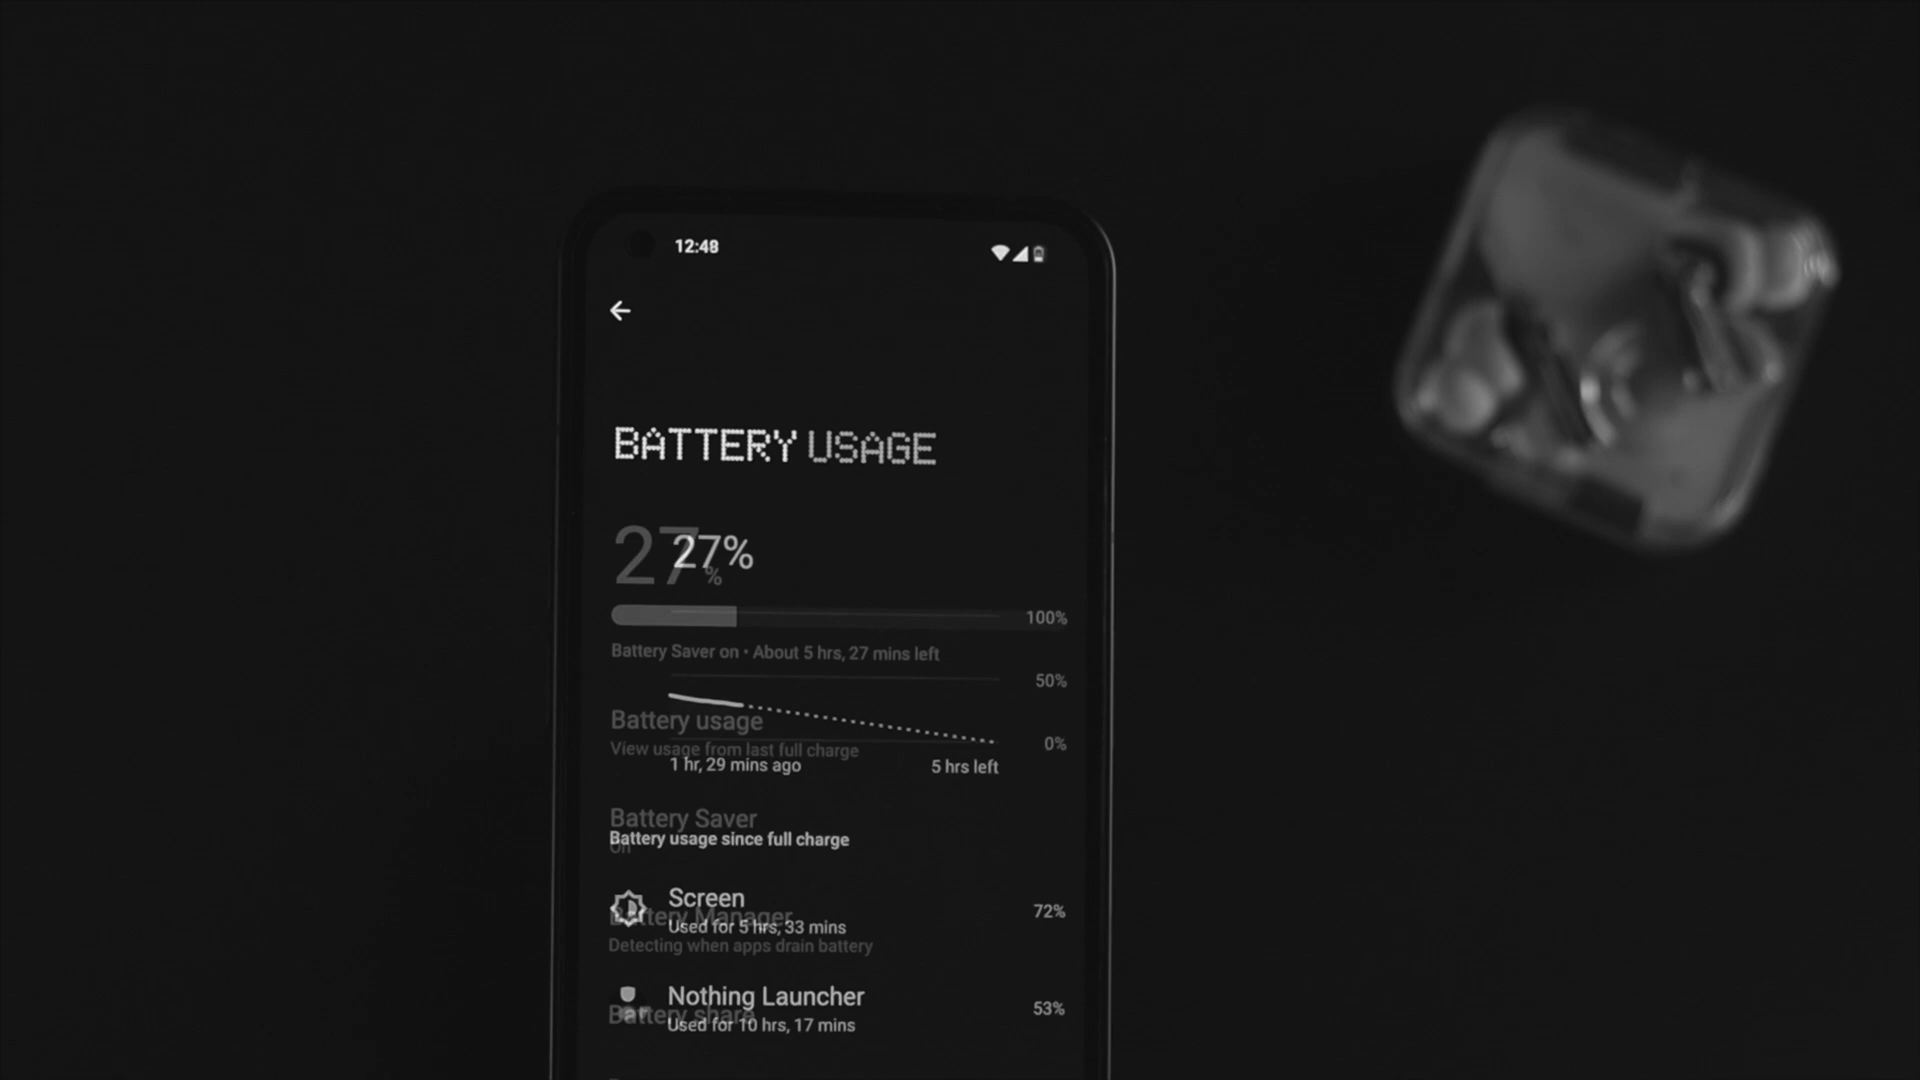 12:48
BATTERY USAGE
27%
27%
100%
Battery Saver on • About 5 hrs, 27 mins left
50%
Battery usage
View usage from last full charge
0%
1 hr, 29 mins ago
5 hrs left
Battery Saver
Battery usage since full charge
Off
Screen
72%
Battery Manager
Used for 5 hrs, 33 mins
Detecting when apps drain battery
Nothing Launcher
53%
Battery share
Used for 10 hrs, 17 mins